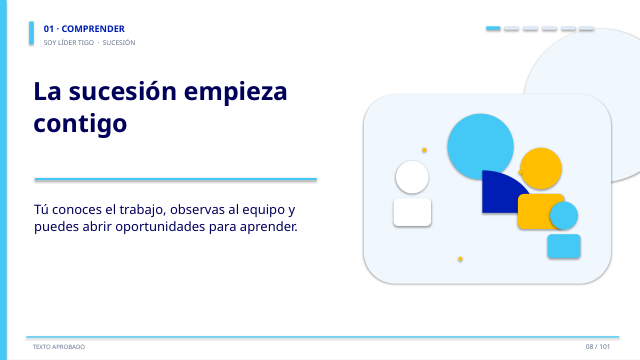 01 · COMPRENDER
SOY LÍDER TIGO · SUCESIÓN
La sucesión empieza
contigo
Tú conoces el trabajo, observas al equipo y
puedes abrir oportunidades para aprender.
TEXTO APROBADO
08 / 101